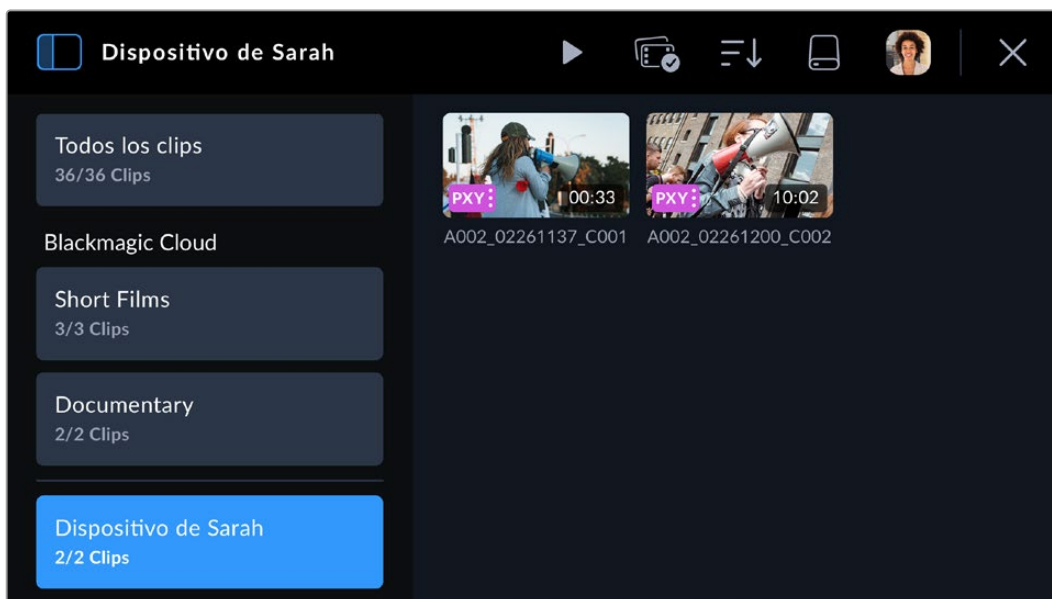 Dispositivo de Sarah
Todos los clips
36/36 Clips
Blackmagic Cloud
Short Films
3/3 Clips
Documentary
2/2 Clips
Dispositivo de Sarah
2/2 Clips
PXY 00:33
A002_02261137_C001
PXY 10:02
A002_02261200_C002